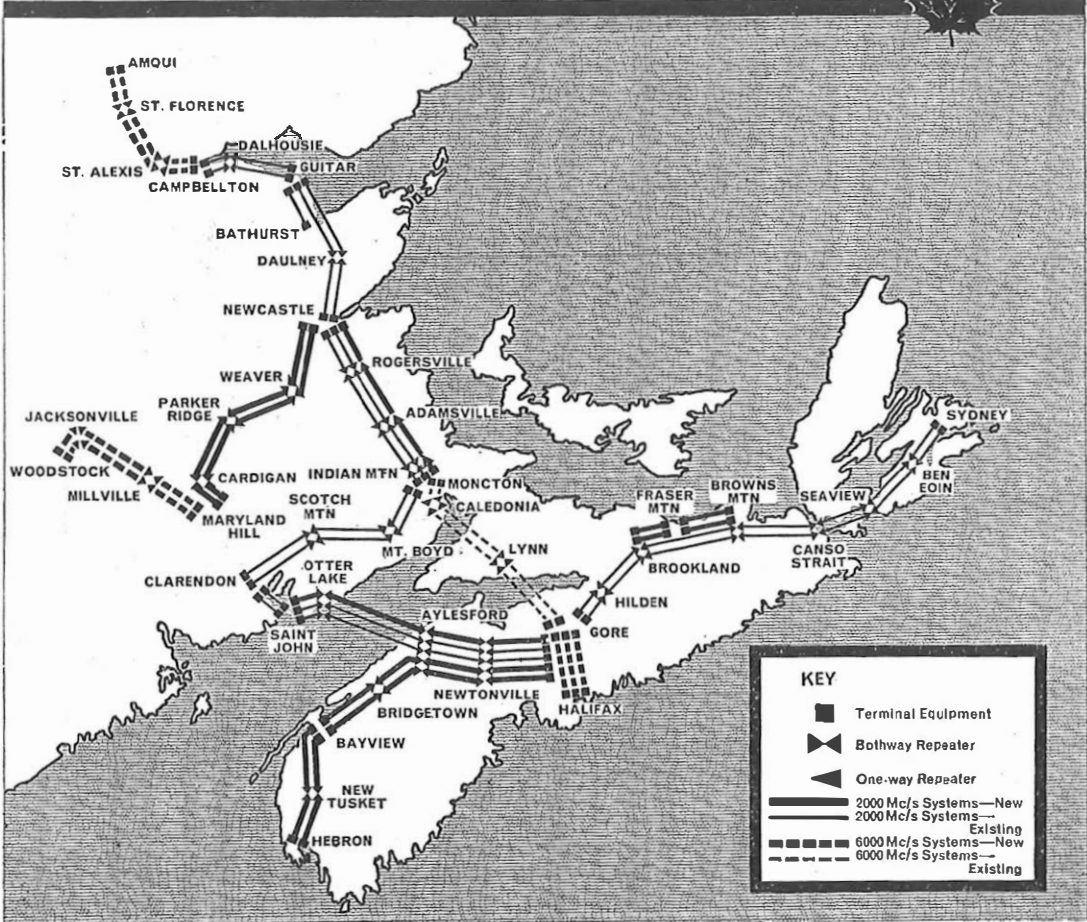 AMQUI
ST. FLORENCE
DALHOUSIE
ST. ALEXIS
GUITAR
CAMPBELLTON
BATHURST
DAULNEY
NEWCASTLE
ROGERSVILLE
WEAVER
PARKER
RIDGE
JACKSONVILLE
ADAMSVILLE
SYDNEY
WOODSTOCK
CARDIGAN
INDIAN MTN
MONCTON
BEN
EOIN
MILLVILLE
SCOTCH
MTN
FRASER
MTN
BROWNS
MTN
SEAVIEW
MARYLAND
HILL
CALEDONIA
MT. BOYD
LYNN
CANSO
STRAIT
BROOKLAND
CLARENDON
OTTER
LAKE
HILDEN
AYLESFORD
SAINT
JOHN
GORE
NEWTONVILLE
HALIFAX
BRIDGETOWN
BAYVIEW
NEW
TUSKET
HEBRON
KEY
Terminal Equipment
Bothway Repeater
One-way Repeater
2000 Mc/s Systems—New
2000 Mc/s Systems—
Existing
6000 Mc/s Systems—New
6000 Mc/s Systems—
Existing